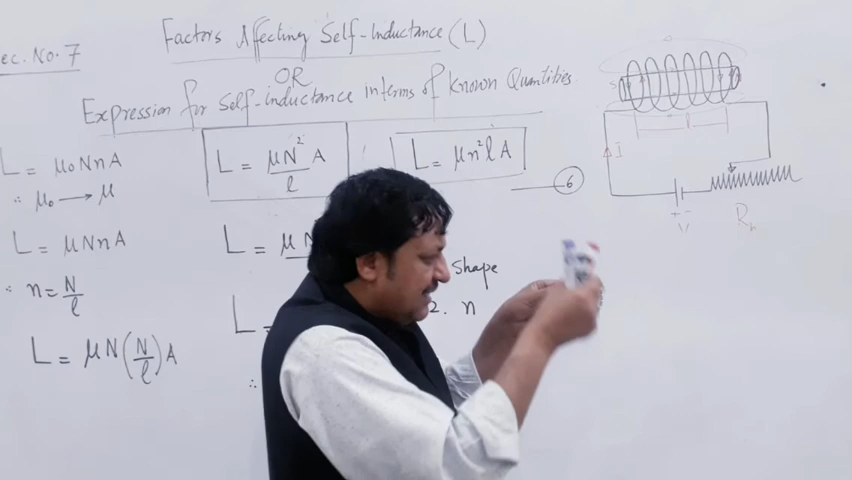 ec. No. 7
Factors Affecting Self-Inductance (L)
OR
Expression for Self-inductance interms of Known Quantities.
L = μ₀NnA
∴ μ₀ → μ
L = μNnA
∴ n = N/l
L = μN(N/l)A
L = μN²/l A
L = μn²lA
6
L = μN
L =
∴
shape
2. n
I
l
+ -
V
Rh